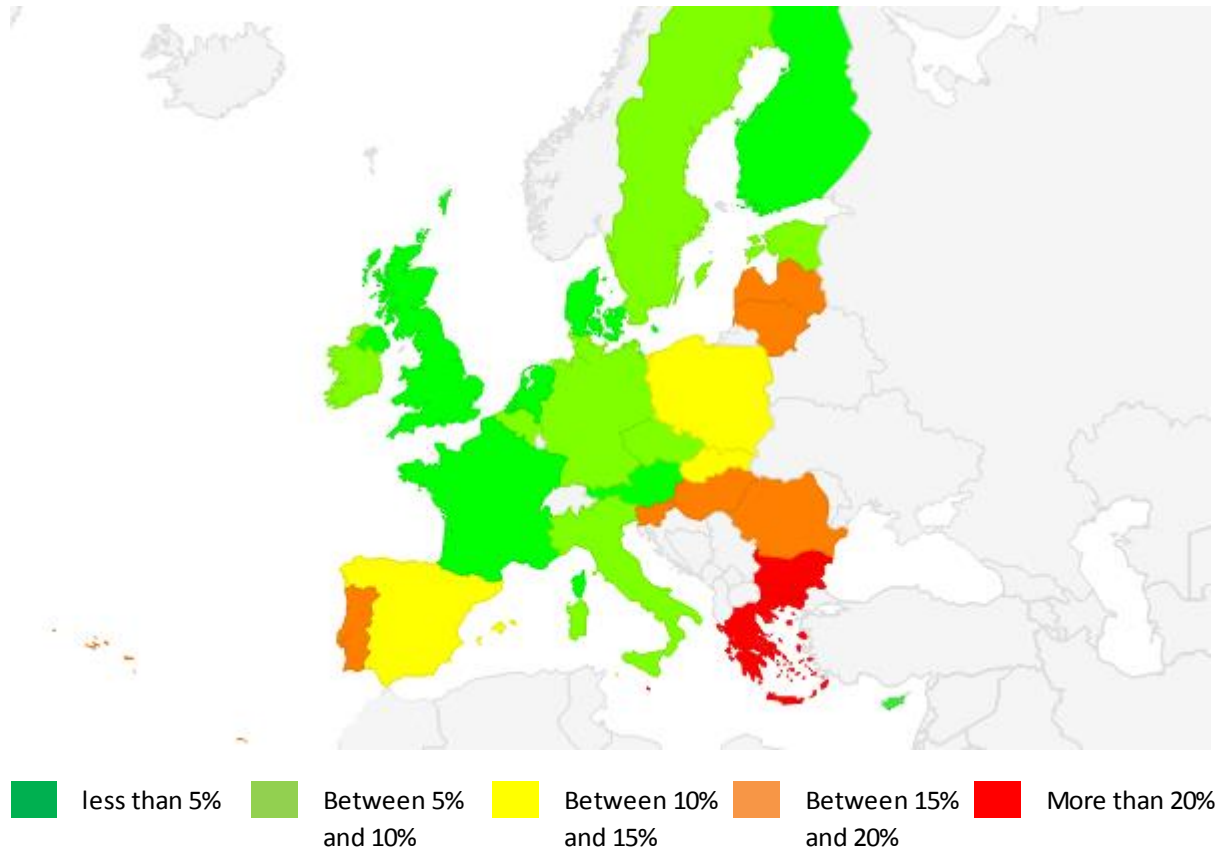 less than 5%
Between 5%
and 10%
Between 10%
and 15%
Between 15%
and 20%
More than 20%